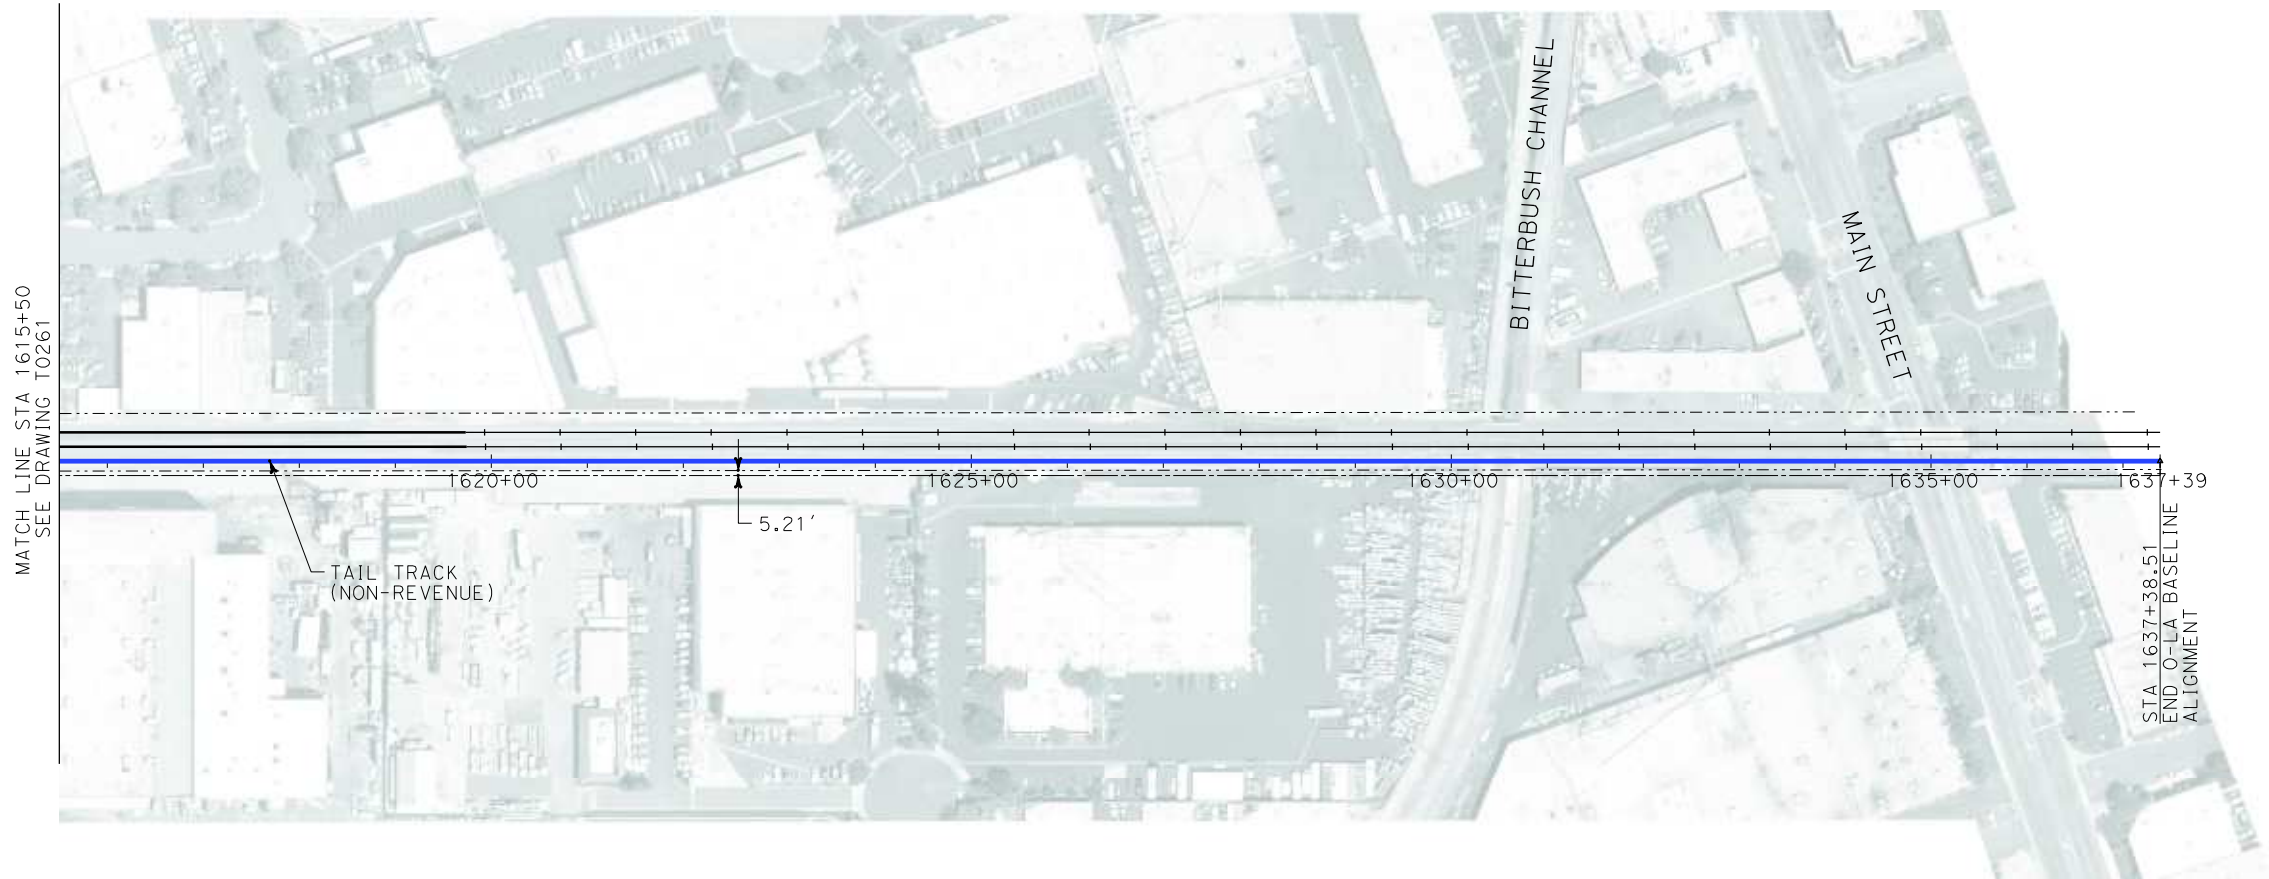 MATCH LINE STA 1615+50
SEE DRAWING TO261
BITTERBUSH CHANNEL
MAIN STREET
1620+00
1625+00
1630+00
1635+00
1637+39
5.21'
TAIL TRACK
(NON-REVENUE)
STA 1637+38.51
END O-LA BASELINE
ALIGNMENT